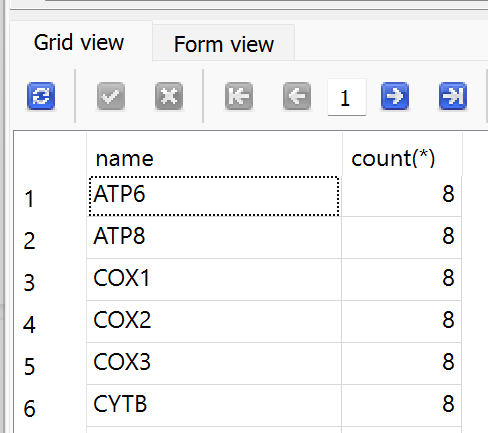 Grid view Form view
1
name count(*)
1 ATP6 8
2 ATP8 8
3 COX1 8
4 COX2 8
5 COX3 8
6 CYTB 8